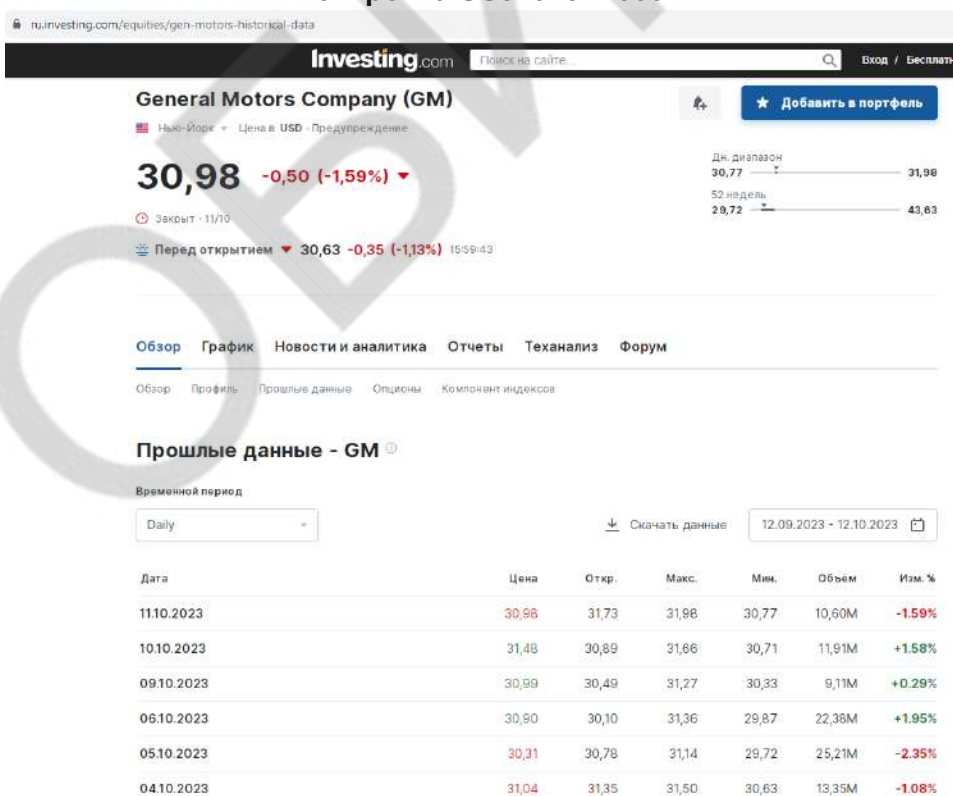 ru.investing.com/equities/gen-motors-historical-data
Investing.com Поиск на сайте... Вход / Бесплатн
General Motors Company (GM)
Добавить в портфель
Нью-Йорк Цена в USD · Предупреждение
30,98 -0,50 (-1,59%)
Дн. диапазон
30,77 31,98
52 недель
29,72 43,63
Закрыт · 11/10
Перед открытием 30,63 -0,35 (-1,13%) 15:59:43
Обзор График Новости и аналитика Отчеты Теханализ Форум
Обзор Профиль Прошлые данные Опционы Компонент индексов
Прошлые данные - GM
Временной период
Daily Скачать данные 12.09.2023 - 12.10.2023
Дата Цена Откр. Макс. Мин. Объём Изм. %
11.10.2023 30,98 31,73 31,98 30,77 10,60M -1.59%
10.10.2023 31,48 30,89 31,66 30,71 11,91M +1.58%
09.10.2023 30,99 30,49 31,27 30,33 9,11M +0.29%
06.10.2023 30,90 30,10 31,36 29,87 22,38M +1.95%
05.10.2023 30,31 30,78 31,14 29,72 25,21M -2.35%
04.10.2023 31,04 31,35 31,50 30,63 13,35M -1.08%